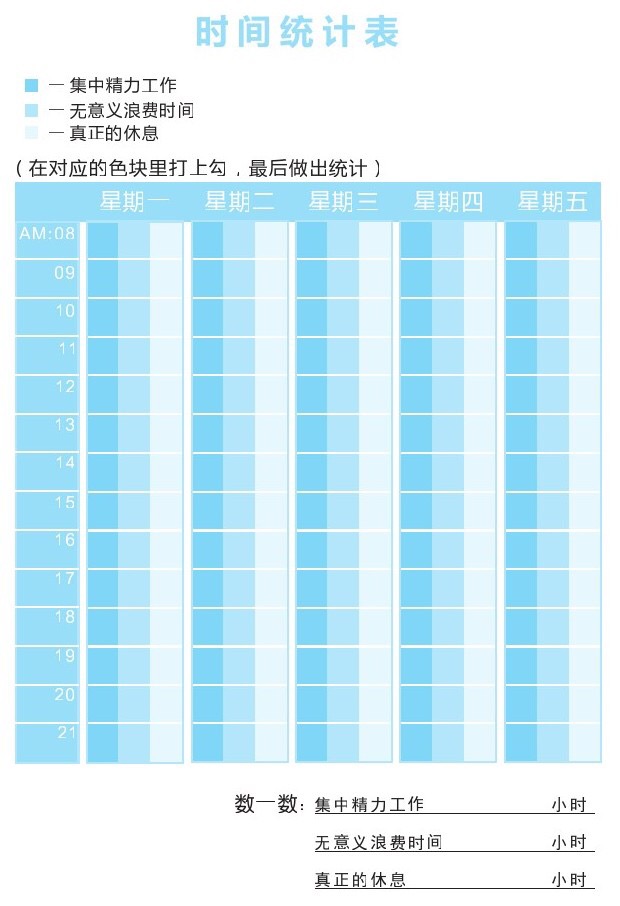 时间统计表
— 集中精力工作
— 无意义浪费时间
— 真正的休息
(在对应的色块里打上勾，最后做出统计)
星期一 星期二 星期三 星期四 星期五
AM:08
09
10
11
12
13
14
15
16
17
18
19
20
21
数一数: 集中精力工作 小时
无意义浪费时间 小时
真正的休息 小时